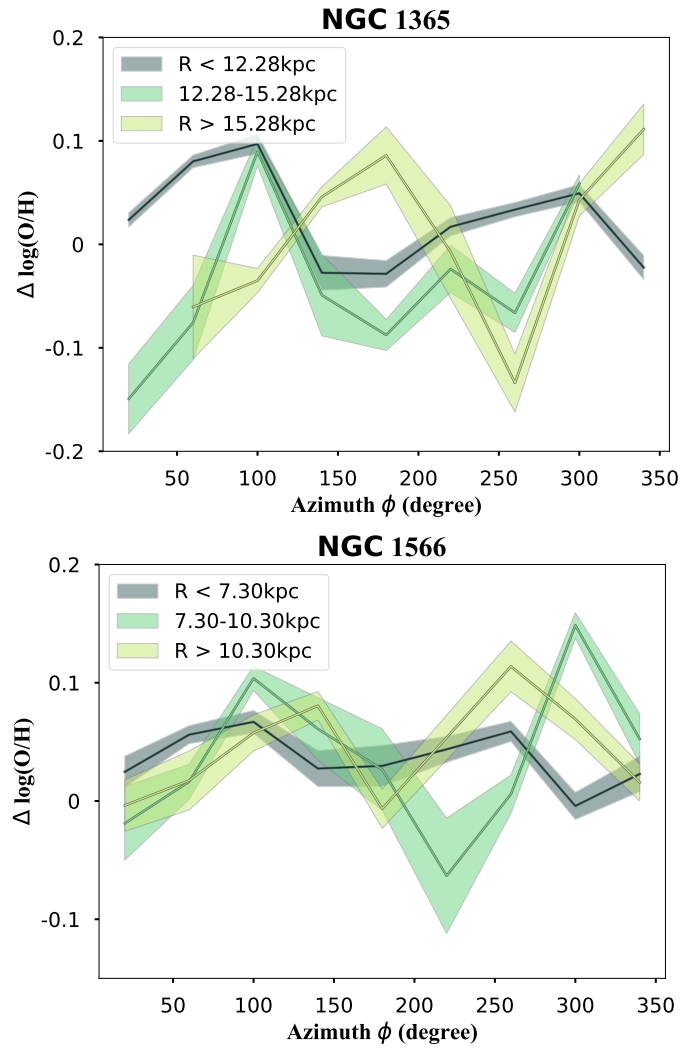 NGC 1365
0.2
0.1
0
-0.1
-0.2
Δ log(O/H)
R < 12.28kpc
12.28-15.28kpc
R > 15.28kpc
50 100 150 200 250 300 350
Azimuth ϕ (degree)
NGC 1566
0.2
0.1
0
-0.1
Δ log(O/H)
R < 7.30kpc
7.30-10.30kpc
R > 10.30kpc
50 100 150 200 250 300 350
Azimuth ϕ (degree)